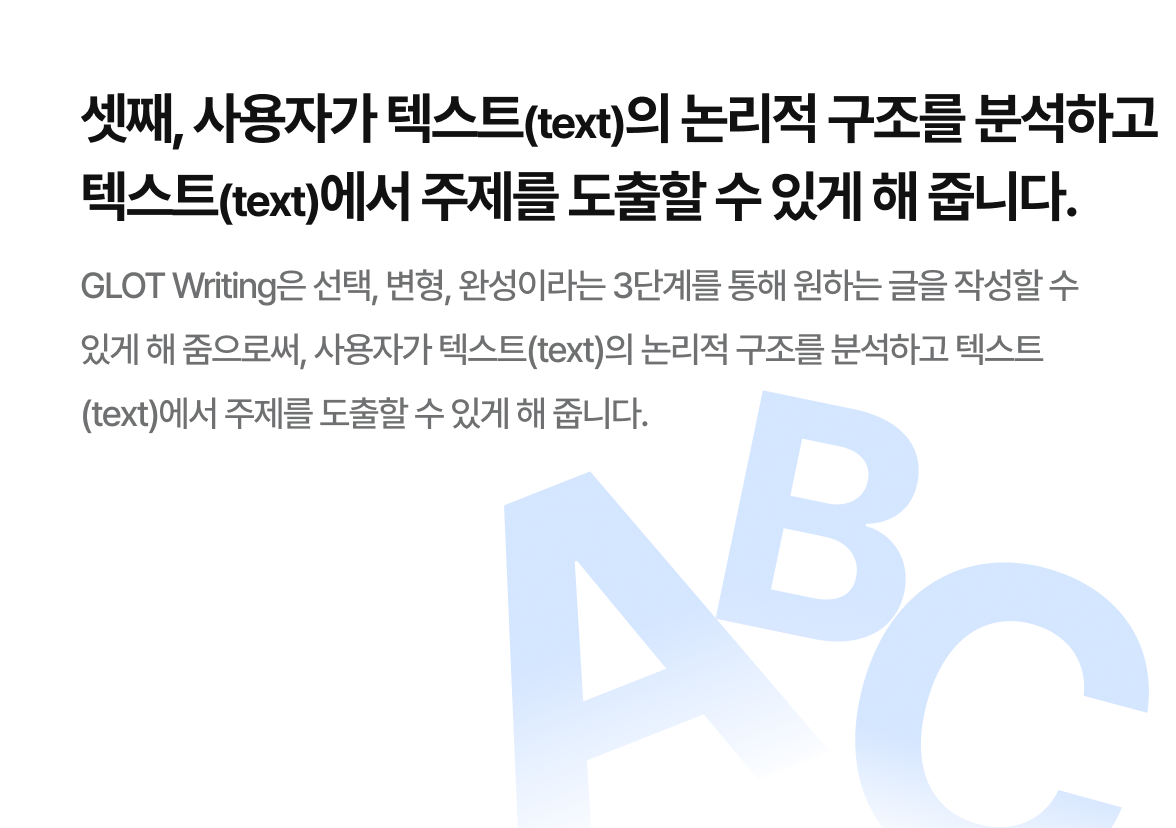 셋째, 사용자가 텍스트(text)의 논리적 구조를 분석하고
텍스트(text)에서 주제를 도출할 수 있게 해 줍니다.
GLOT Writing은 선택, 변형, 완성이라는 3단계를 통해 원하는 글을 작성할 수
있게 해 줌으로써, 사용자가 텍스트(text)의 논리적 구조를 분석하고 텍스트
(text)에서 주제를 도출할 수 있게 해 줍니다.
A B C